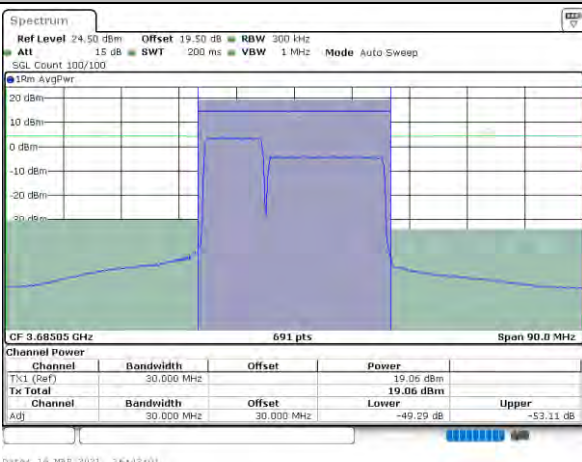 Spectrum
Ref Level 24.50 dBm Offset 19.50 dB RBW 300 kHz
Att 15 dB SWT 200 ms VBW 1 MHz Mode Auto Sweep
SGL Count 100/100
1Rm AvgPwr
20 dBm
10 dBm
0 dBm
-10 dBm
-20 dBm
-30 dBm
CF 3.68505 GHz 691 pts Span 90.0 MHz
Channel Power
Channel Bandwidth Offset Power
TX1 (Ref) 30.000 MHz 19.06 dBm
Tx Total 19.06 dBm
Channel Bandwidth Offset Lower Upper
Adj 30.000 MHz 30.000 MHz -49.29 dB -53.11 dB